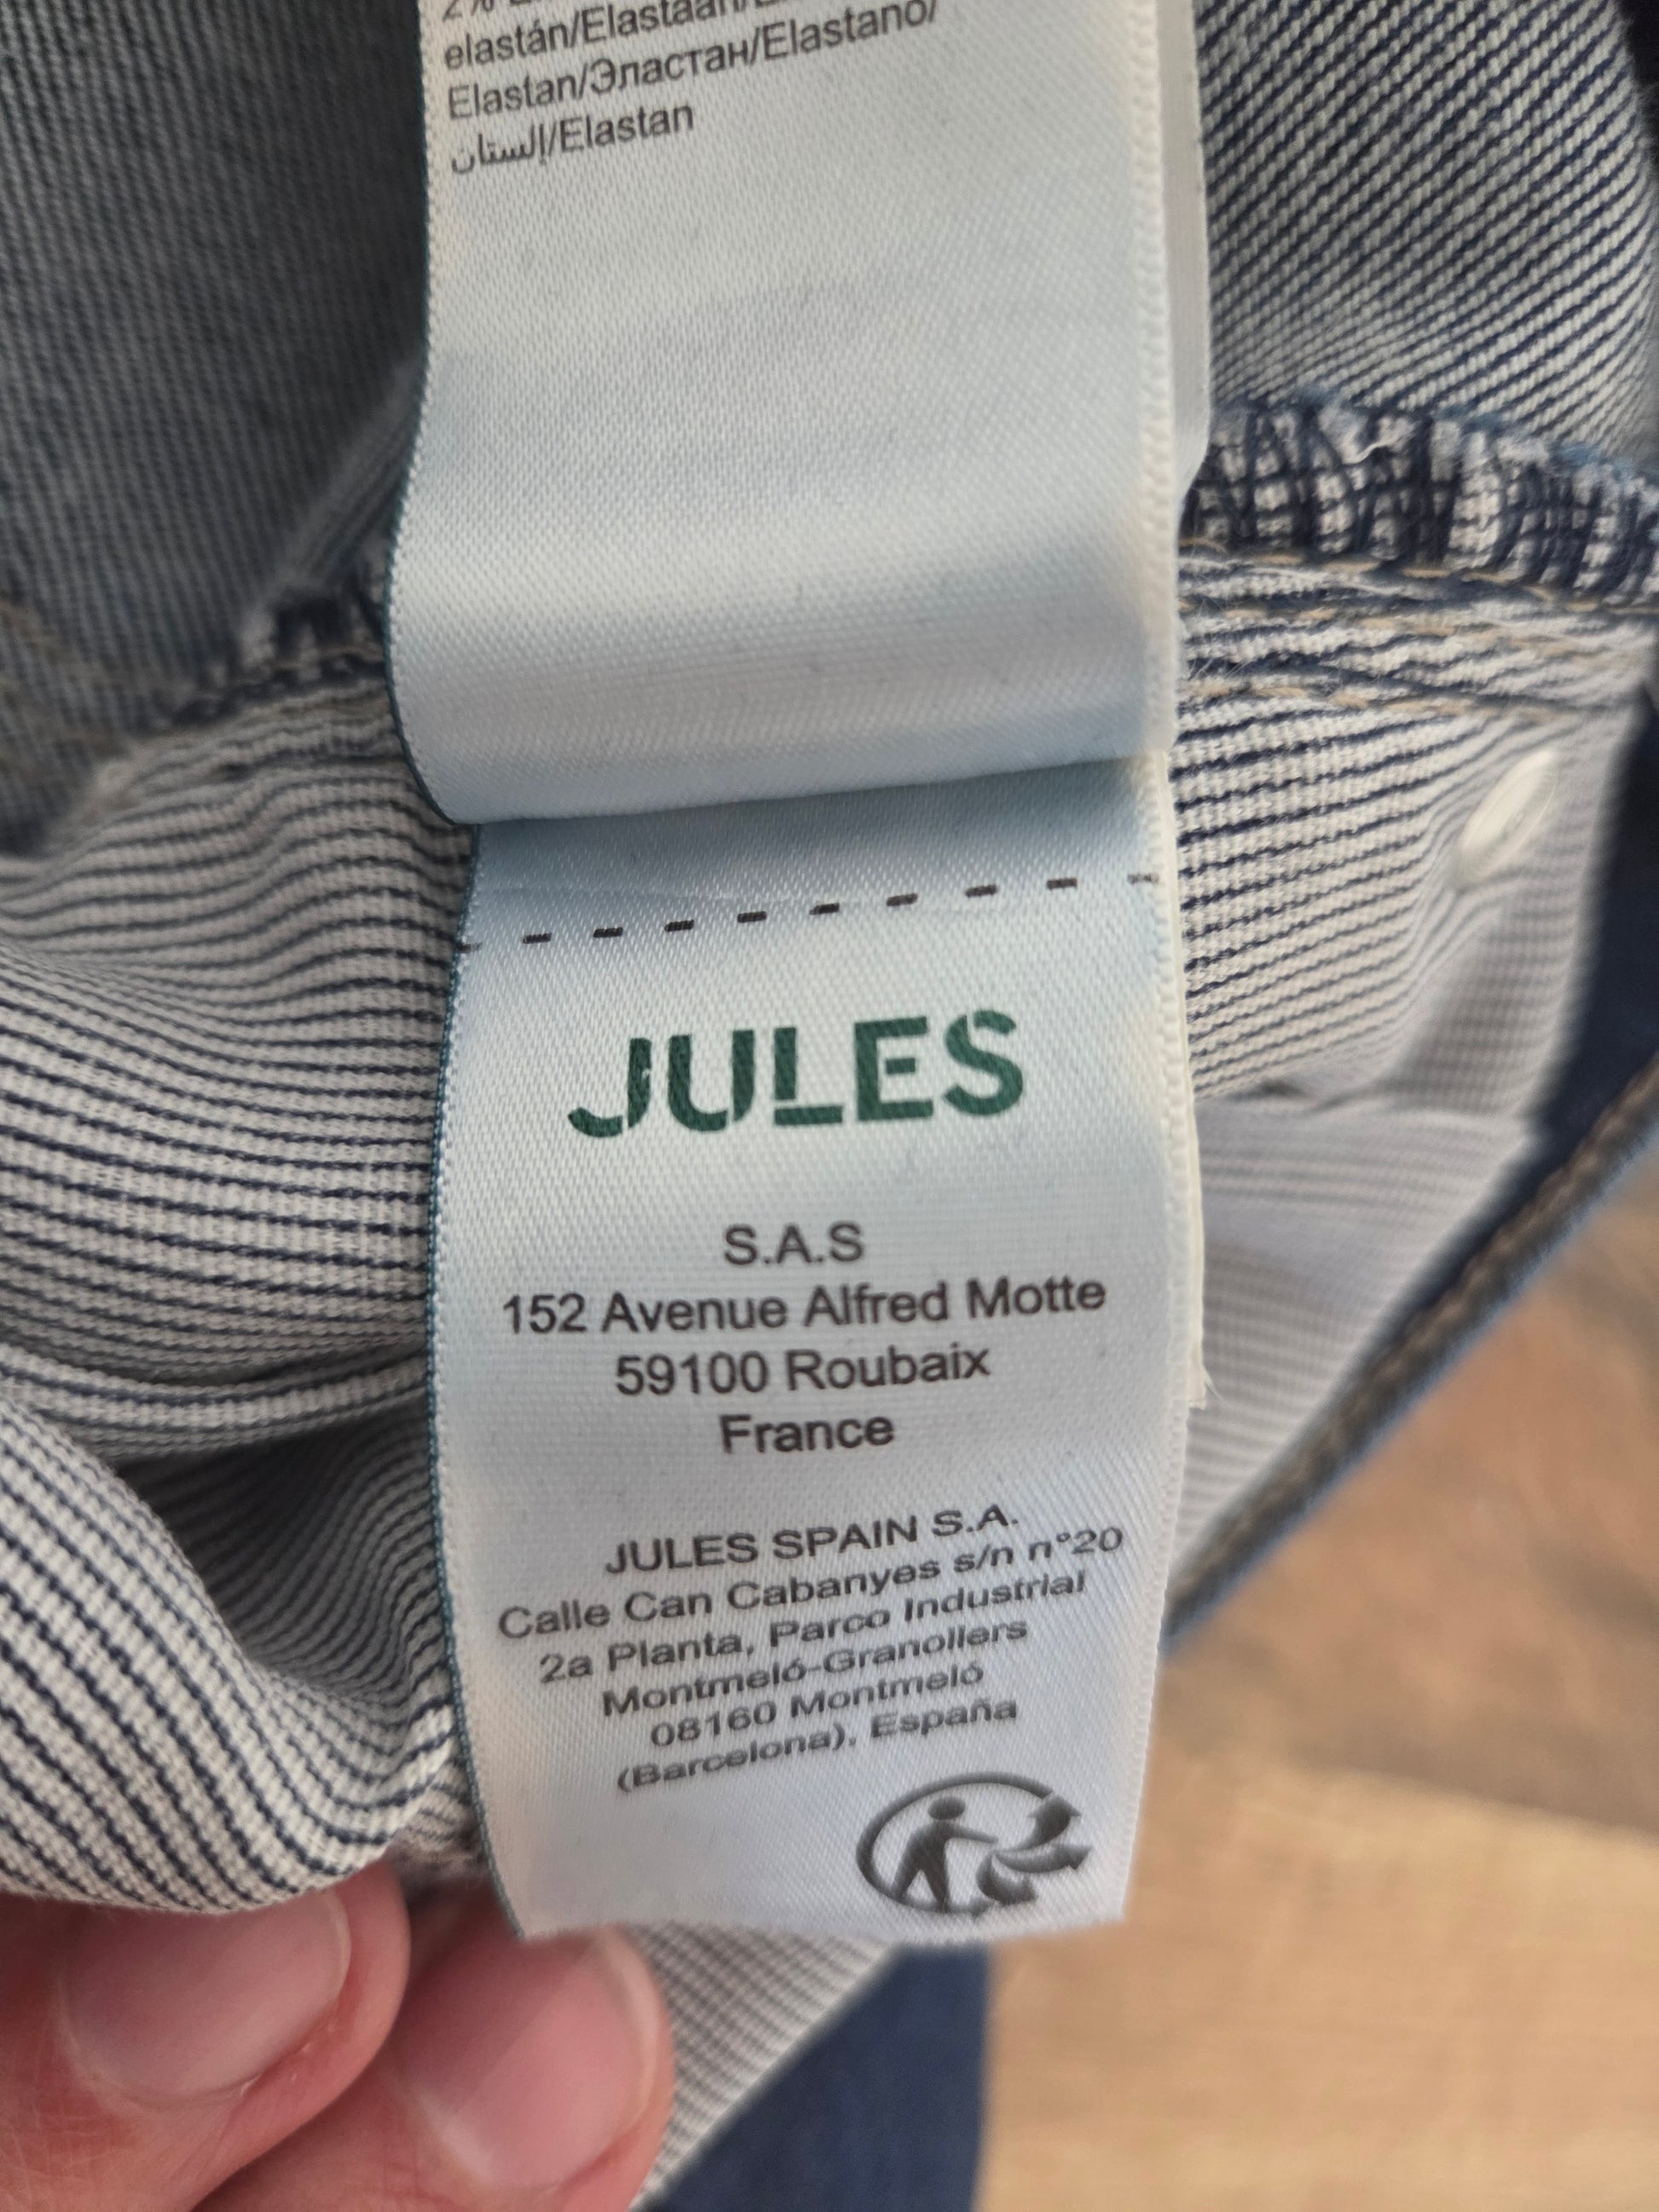 2%
elastán/Elastaan/
Elastan/Эластан/Elastano/
إلستان/Elastan
JULES
S.A.S
152 Avenue Alfred Motte
59100 Roubaix
France
JULES SPAIN S.A.
Calle Can Cabanyes s/n n°20
2a Planta, Parco Industrial
Montmeló-Granollers
08160 Montmeló
(Barcelona), España